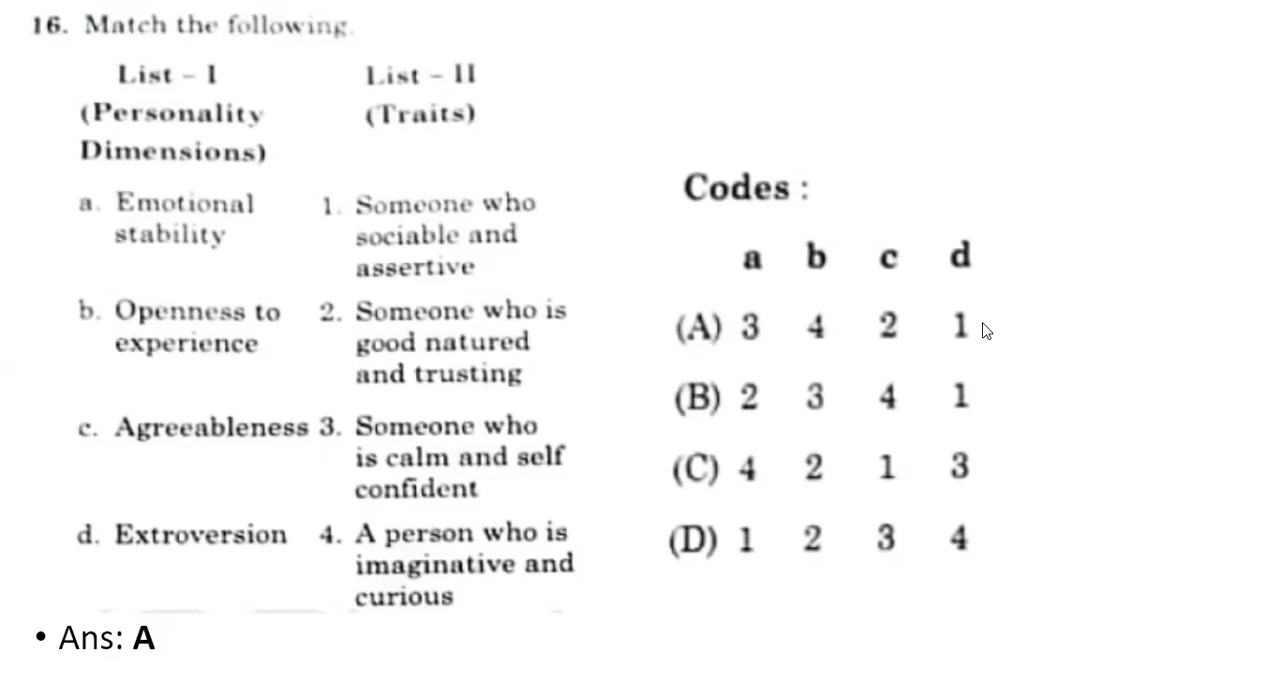 16. Match the following.
List – I List – II
(Personality (Traits)
Dimensions)
a. Emotional 1. Someone who
stability sociable and
assertive
b. Openness to 2. Someone who is
experience good natured
and trusting
c. Agreeableness 3. Someone who
is calm and self
confident
d. Extroversion 4. A person who is
imaginative and
curious
Codes :
a b c d
(A) 3 4 2 1
(B) 2 3 4 1
(C) 4 2 1 3
(D) 1 2 3 4
• Ans: A